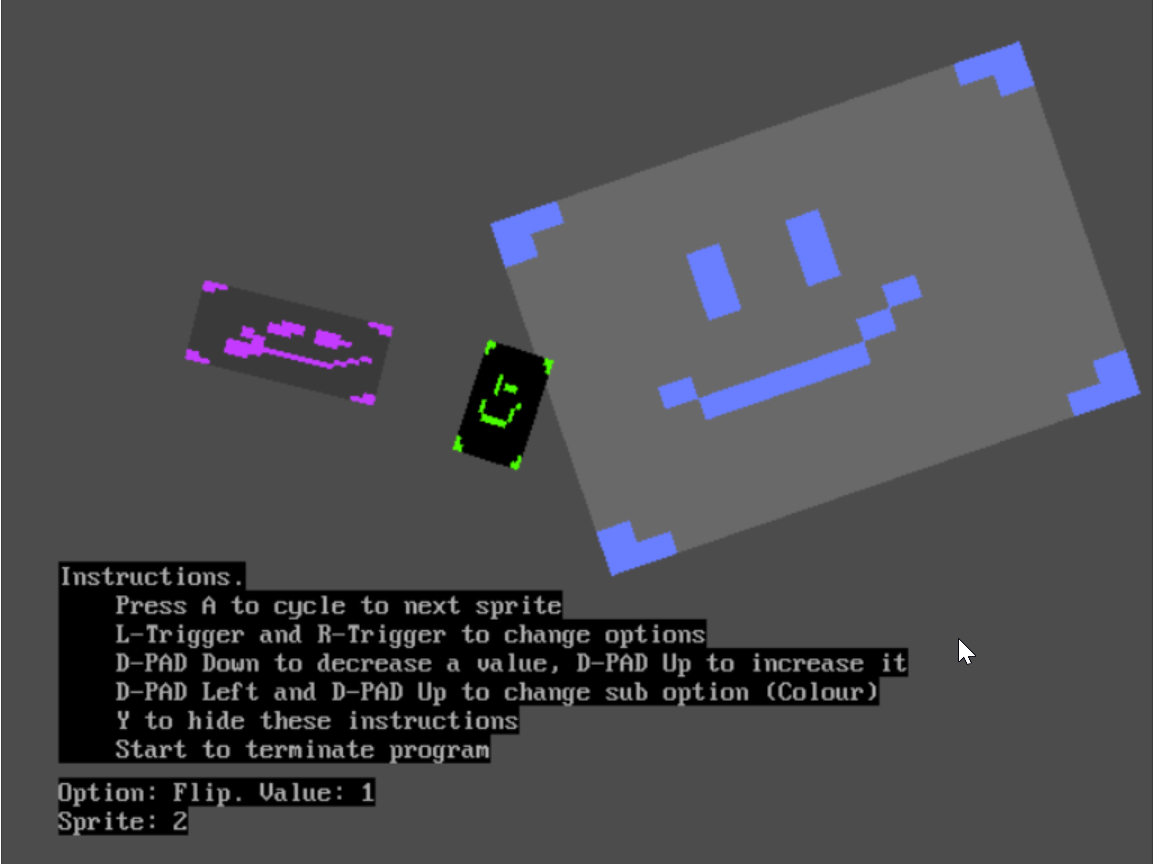 Instructions.
Press A to cycle to next sprite
L-Trigger and R-Trigger to change options
D-PAD Down to decrease a value, D-PAD Up to increase it
D-PAD Left and D-PAD Up to change sub option (Colour)
Y to hide these instructions
Start to terminate program
Option: Flip. Value: 1
Sprite: 2